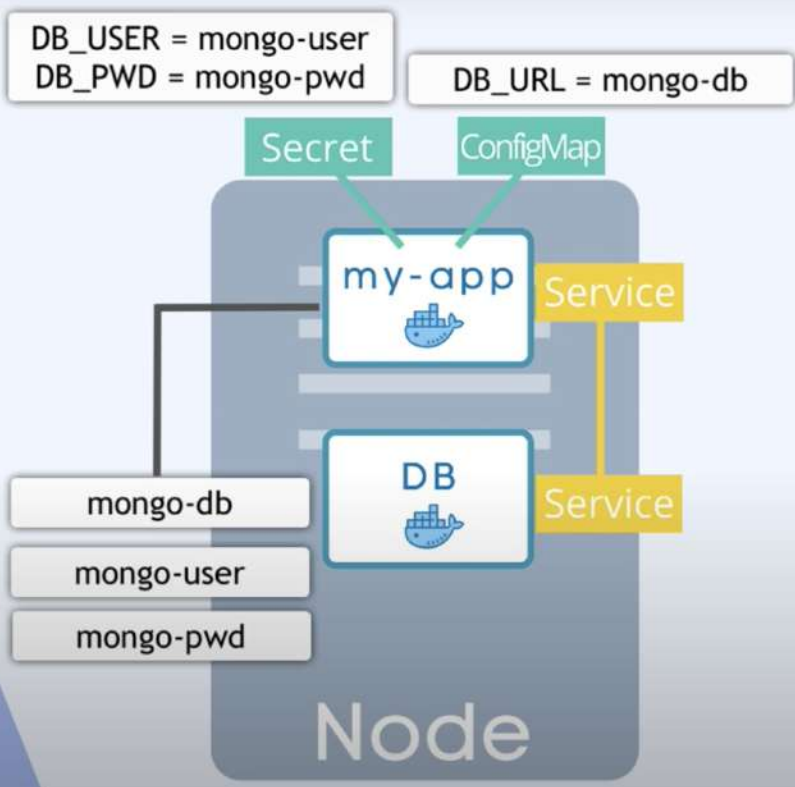 DB_USER = mongo-user
DB_PWD = mongo-pwd
DB_URL = mongo-db
Secret
ConfigMap
my-app
Service
DB
Service
mongo-db
mongo-user
mongo-pwd
Node